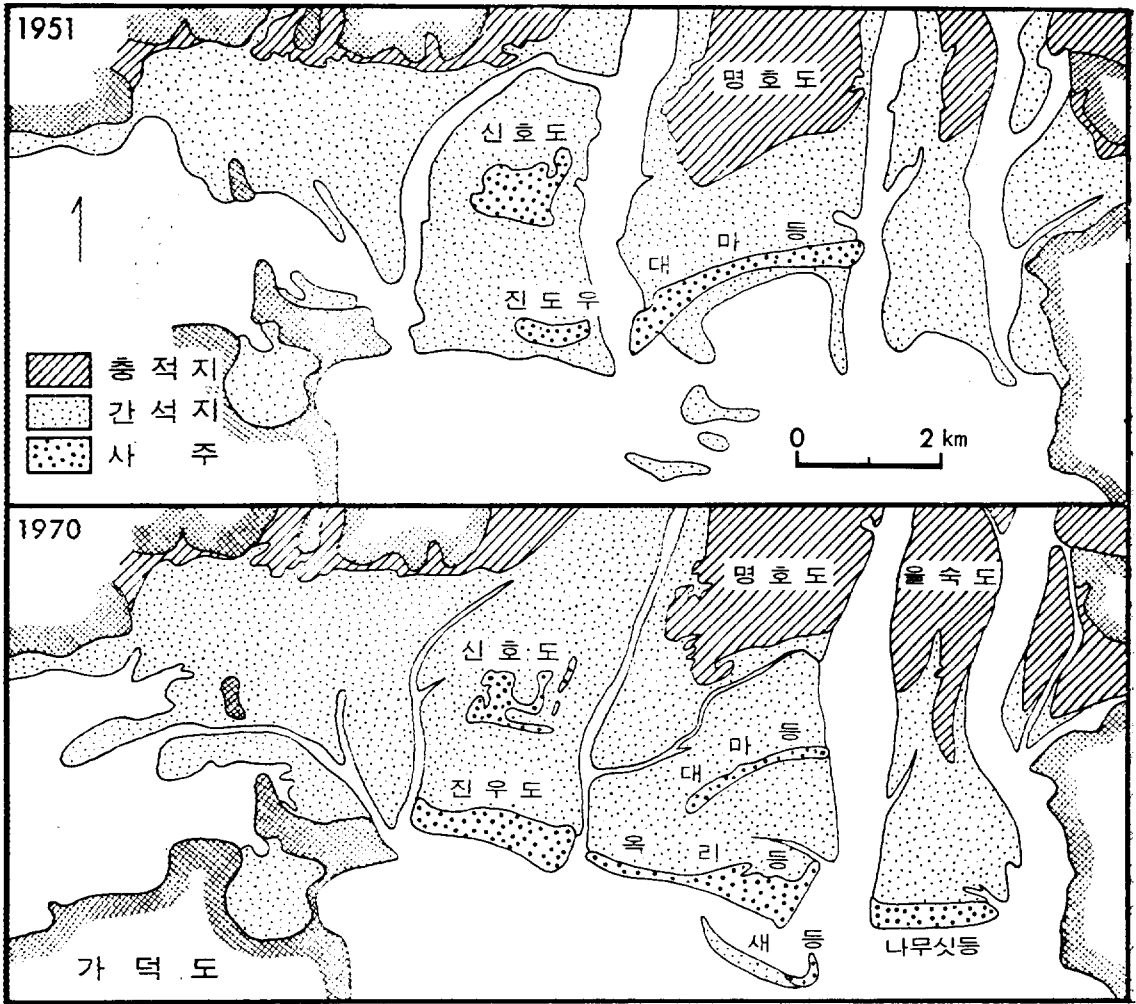 1951
명호도
신호도
대 마 등
진 도 우
충 적 지
간 석 지
사 주
0 2 km
1970
명호도
을숙도
신호도
대 마 등
진 우 도
옥 리 등
새 등
나무싯등
가 덕 도